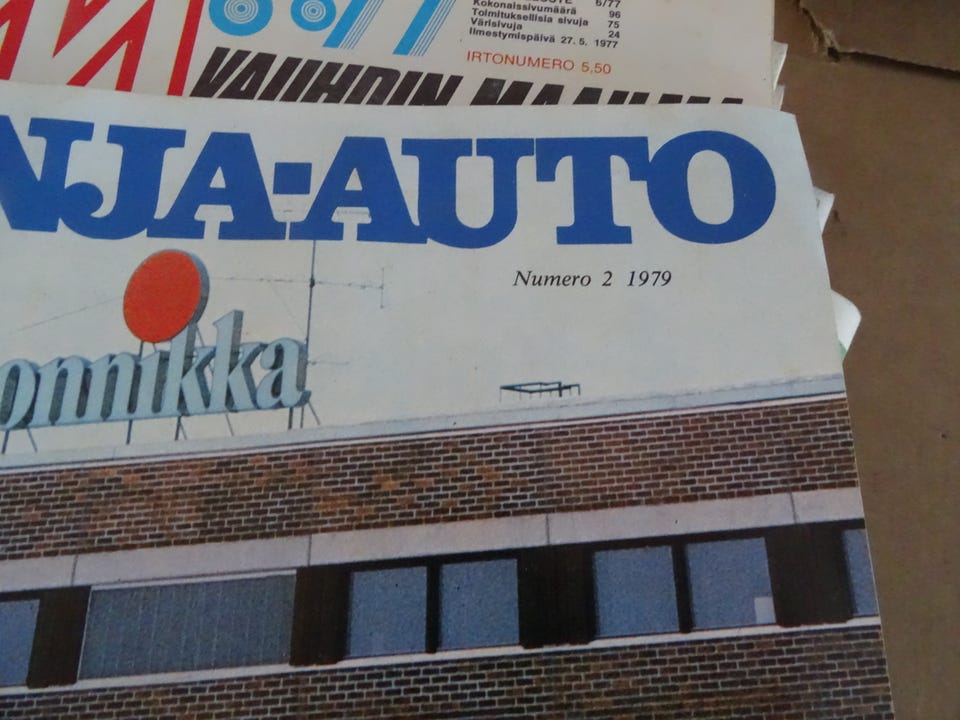 6/77
Kokonaissivumäärä 96
Toimituksellisia sivuja 75
Värisivuja 24
Ilmestymispäivä 27.5.1977
IRTONUMERO 5,50
NJA-AUTO
Numero 2 1979
onnikka